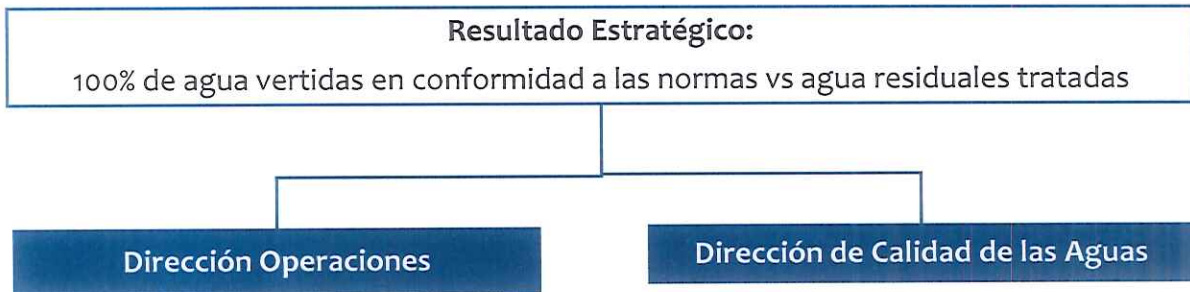 Resultado Estratégico:
100% de agua vertidas en conformidad a las normas vs agua residuales tratadas
Dirección Operaciones
Dirección de Calidad de las Aguas